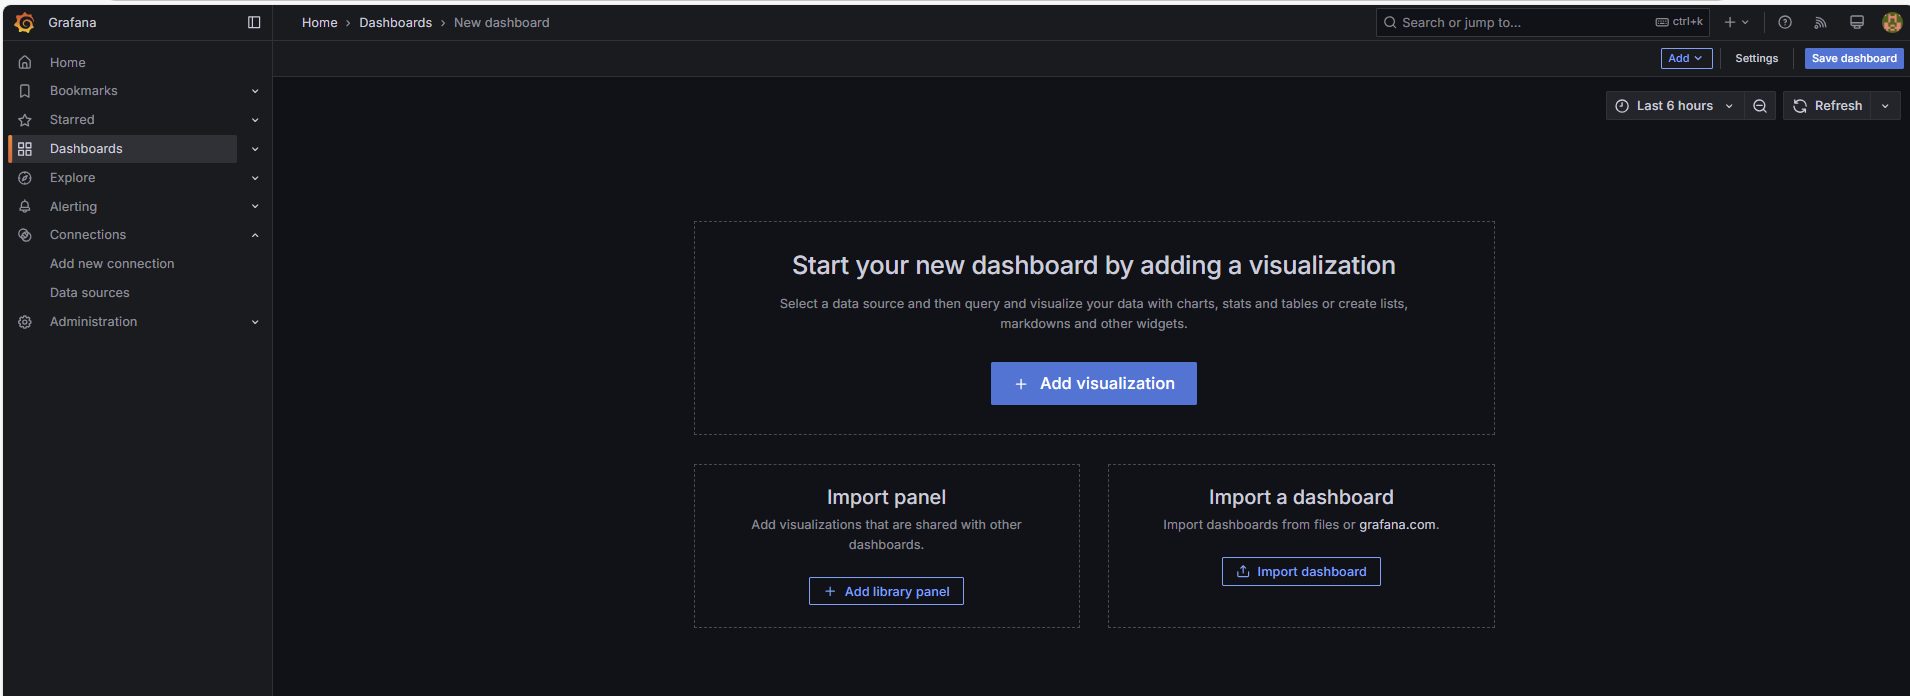 Grafana
Home › Dashboards › New dashboard
Search or jump to... ctrl+k
Add
Settings
Save dashboard
Home
Bookmarks
Starred
Dashboards
Explore
Alerting
Connections
Add new connection
Data sources
Administration
Last 6 hours
Refresh
Start your new dashboard by adding a visualization
Select a data source and then query and visualize your data with charts, stats and tables or create lists,
markdowns and other widgets.
+ Add visualization
Import panel
Add visualizations that are shared with other
dashboards.
+ Add library panel
Import a dashboard
Import dashboards from files or grafana.com.
Import dashboard